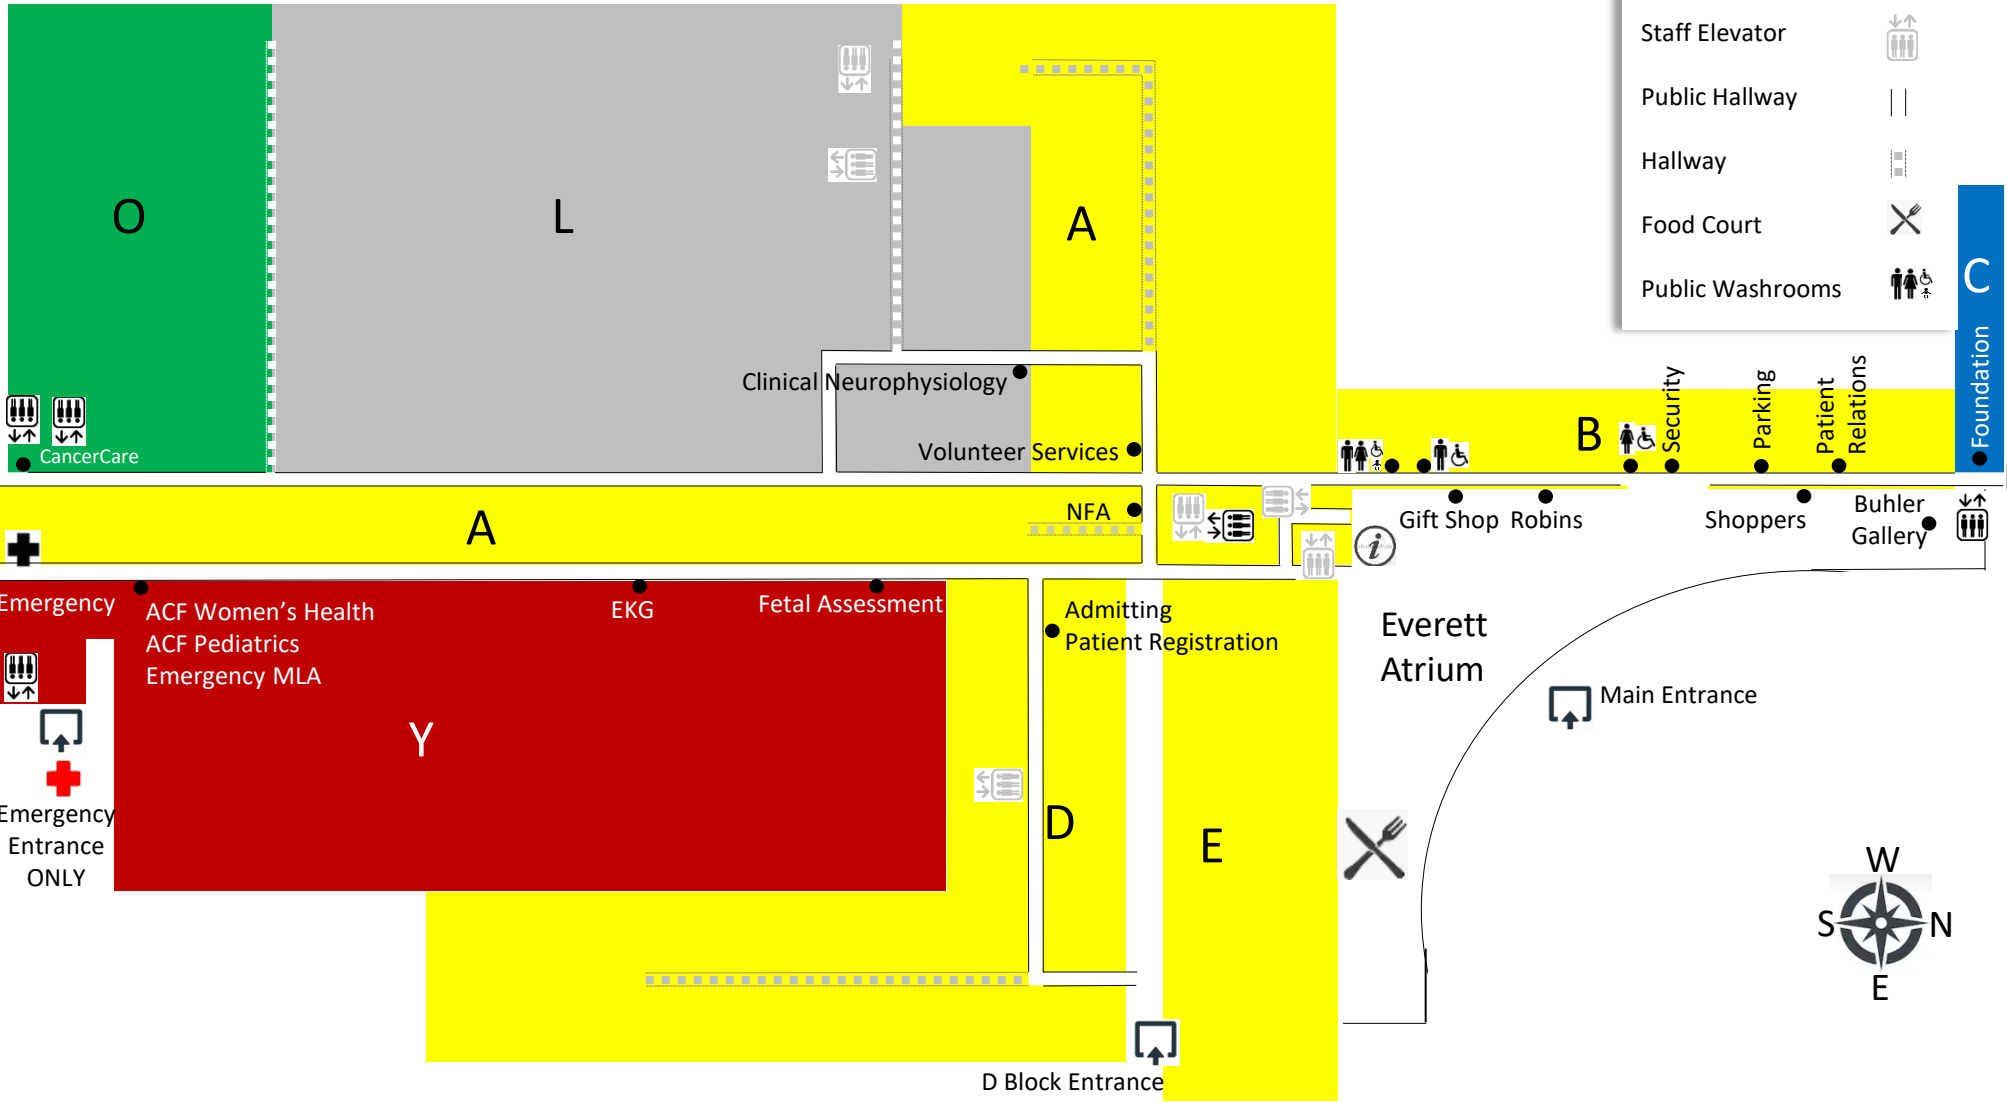 Staff Elevator
Public Hallway
Hallway
Food Court
Public Washrooms
O
L
A
C
Foundation
Clinical Neurophysiology
Volunteer Services
CancerCare
B
Security
Parking
Patient
Relations
A
NFA
Gift Shop
Robins
Shoppers
Buhler
Gallery
i
Emergency
ACF Women’s Health
ACF Pediatrics
Emergency MLA
EKG
Fetal Assessment
Admitting
Patient Registration
Everett
Atrium
Main Entrance
Y
D
E
Emergency
Entrance
ONLY
D Block Entrance
W
S
N
E